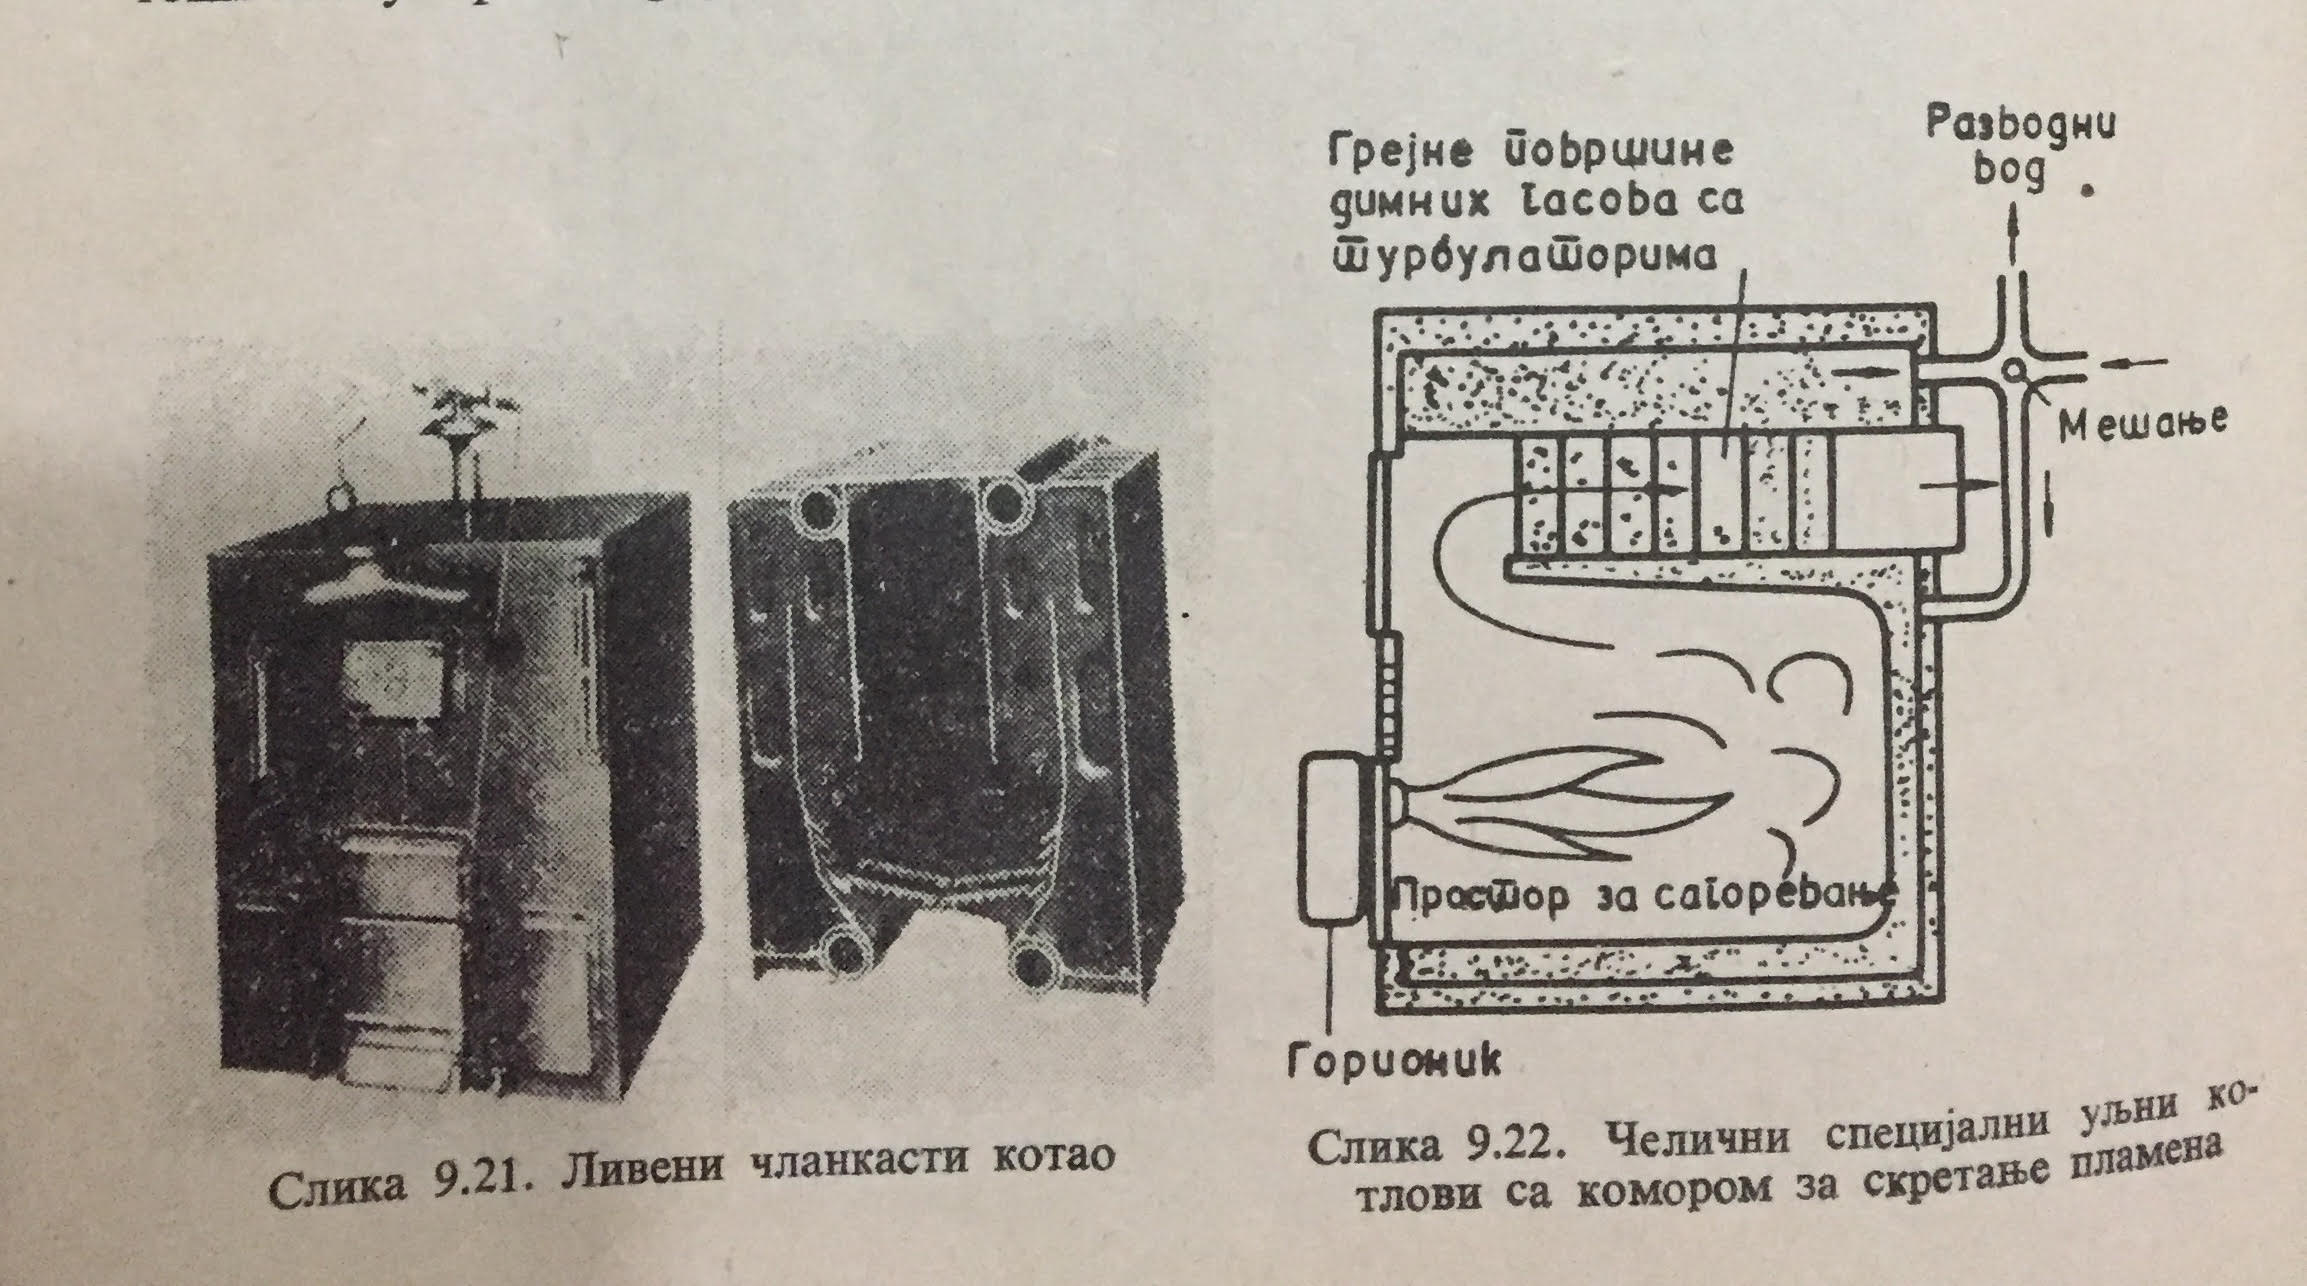 Грејне површине
димних гасова са
турбулаторима
Разводни
вод
Мешање
Простор за сагоревање
Горионик
Слика 9.21. Ливени чланкасти котао
Слика 9.22. Челични специјални уљни ко-
тлови са комором за скретање пламена